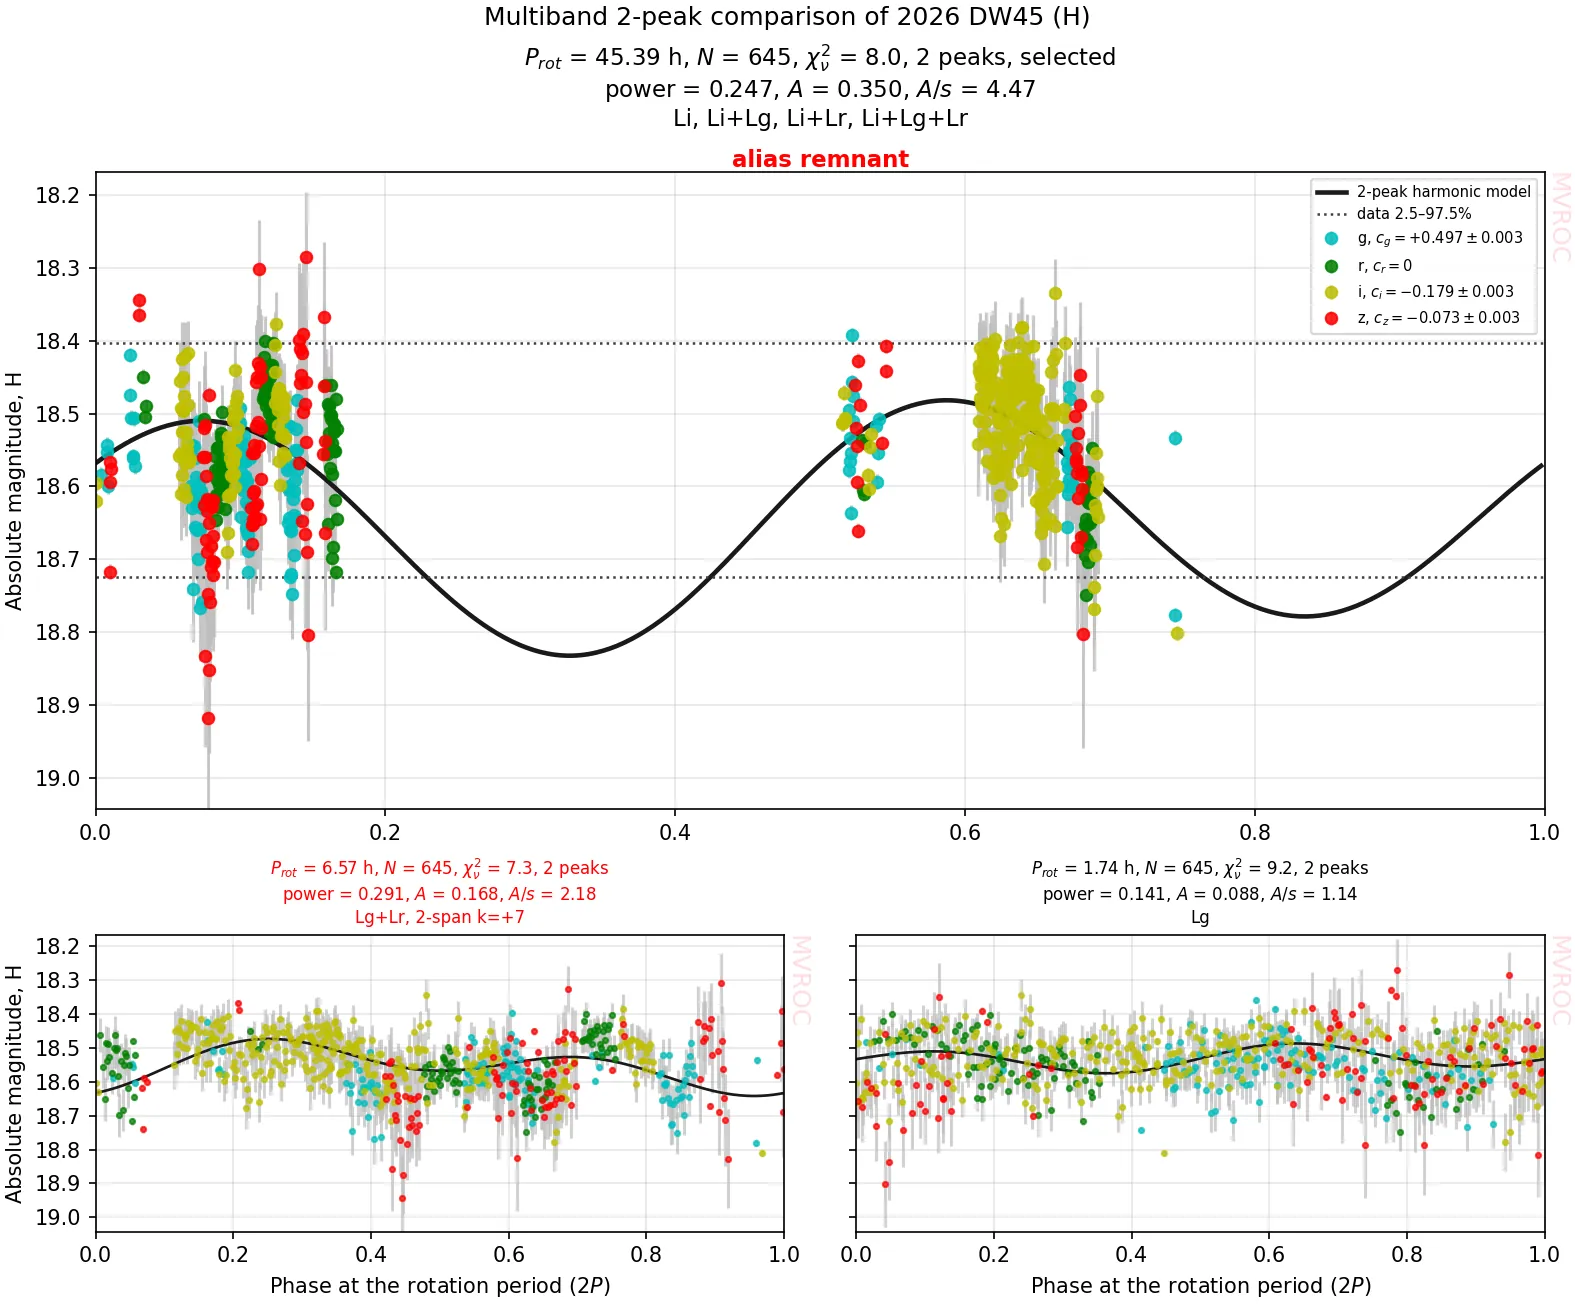 Multiband 2-peak comparison of 2026 DW45 (H)
P_rot = 45.39 h, N = 645, χ²_ν = 8.0, 2 peaks, selected
power = 0.247, A = 0.350, A/s = 4.47
Li, Li+Lg, Li+Lr, Li+Lg+Lr
alias remnant
2-peak harmonic model
data 2.5–97.5%
g, c_g = +0.497 ± 0.003
r, c_r = 0
i, c_i = −0.179 ± 0.003
z, c_z = −0.073 ± 0.003
MVROC
Absolute magnitude, H
18.2
18.3
18.4
18.5
18.6
18.7
18.8
18.9
19.0
0.0 0.2 0.4 0.6 0.8 1.0
P_rot = 6.57 h, N = 645, χ²_ν = 7.3, 2 peaks
power = 0.291, A = 0.168, A/s = 2.18
Lg+Lr, 2-span k=+7
MVROC
Absolute magnitude, H
18.2
18.3
18.4
18.5
18.6
18.7
18.8
18.9
19.0
0.0 0.2 0.4 0.6 0.8 1.0
Phase at the rotation period (2P)
P_rot = 1.74 h, N = 645, χ²_ν = 9.2, 2 peaks
power = 0.141, A = 0.088, A/s = 1.14
Lg
MVROC
0.0 0.2 0.4 0.6 0.8 1.0
Phase at the rotation period (2P)